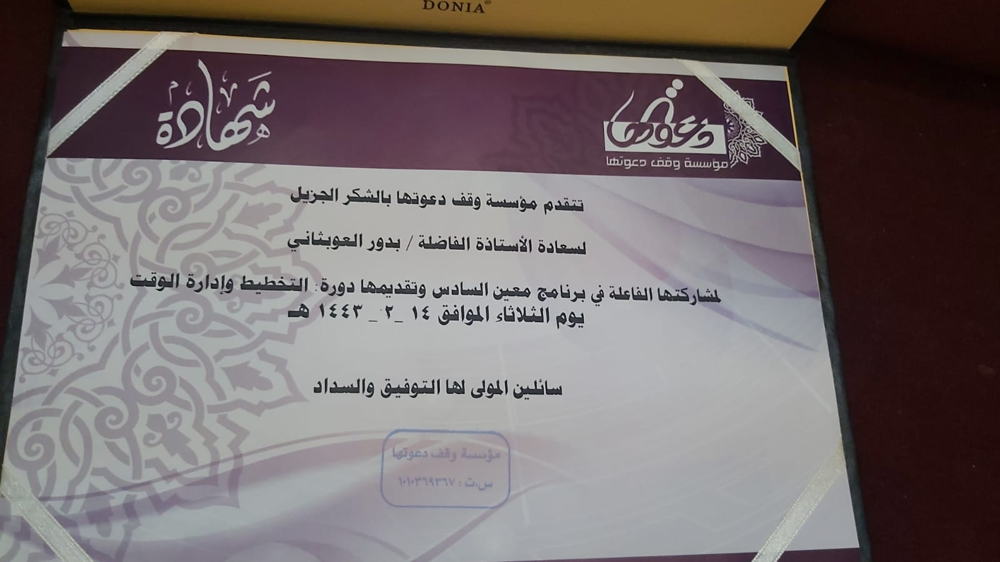 DONIA®
شهادة
دعوتها
مؤسسة وقف دعوتها
تتقدم مؤسسة وقف دعوتها بالشكر الجزيل
لسعادة الأستاذة الفاضلة / بدور العوبثاني
لمشاركتها الفاعلة في برنامج معين السادس وتقديمها دورة: التخطيط وإدارة الوقت
يوم الثلاثاء الموافق ١٤ _٢ _ ١٤٤٣ هـ
سائلين المولى لها التوفيق والسداد
مؤسسة وقف دعوتها
س.ت : ١٠١٠٣٦٩٣٦٧